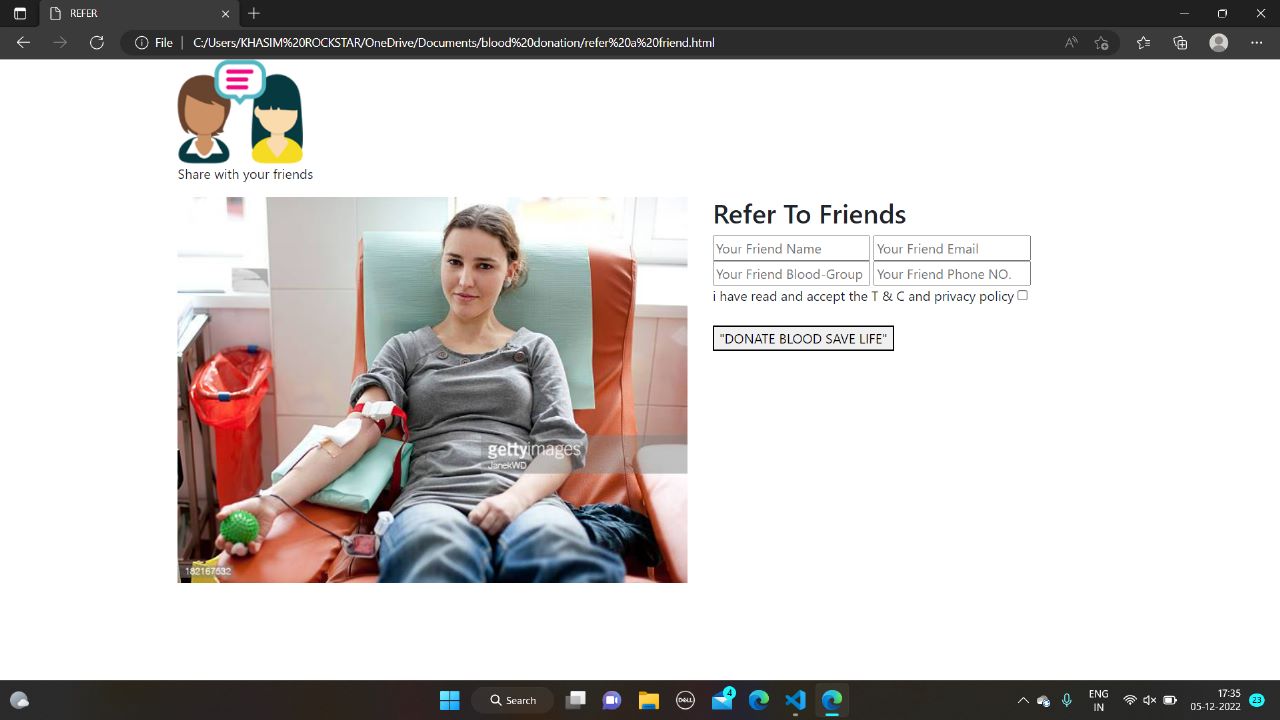 REFER
File
C:/Users/KHASIM%20ROCKSTAR/OneDrive/Documents/blood%20donation/refer%20a%20friend.html
Share with your friends
Refer To Friends
Your Friend Name
Your Friend Email
Your Friend Blood-Group
Your Friend Phone NO.
i have read and accept the T & C and privacy policy
"DONATE BLOOD SAVE LIFE"
gettyimages
JanekWD
182167532
Search
DELL
4
ENG
IN
17:35
05-12-2022
23